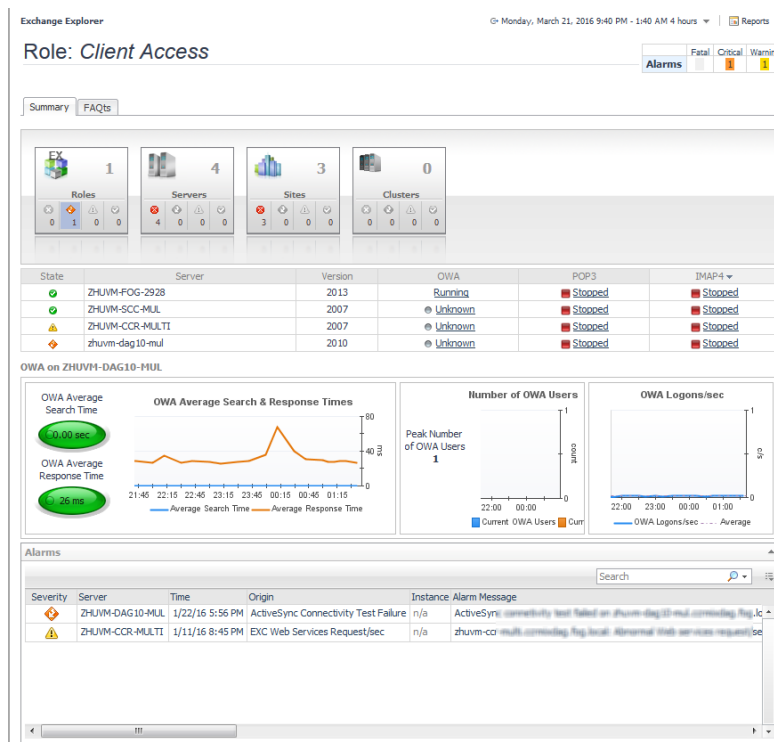 Exchange Explorer
Monday, March 21, 2016 9:40 PM - 1:40 AM 4 hours
Reports
Role: Client Access
Fatal Critical Warnin
Alarms 1 1
Summary FAQts
EX 1 4 3 0
Roles Servers Sites Clusters
0 1 0 0 4 0 0 0 3 0 0 0 0 0 0 0
State Server Version OWA POP3 IMAP4
ZHUVM-FOG-2928 2013 Running Stopped Stopped
ZHUVM-SCC-MUL 2007 Unknown Stopped Stopped
ZHUVM-CCR-MULTI 2007 Unknown Stopped Stopped
zhuvm-dag10-mul 2010 Unknown Stopped Stopped
OWA on ZHUVM-DAG10-MUL
OWA Average
Search Time
0.00 sec
OWA Average
Response Time
26 ms
OWA Average Search & Response Times
80
40
0
ms
21:45 22:15 22:45 23:15 23:45 00:15 00:45 01:15
Average Search Time Average Response Time
Number of OWA Users
Peak Number
of OWA Users
1
1
0
count
22:00 00:00
Current OWA Users Curr
OWA Logons/sec
1
0
c/s
22:00 23:00 00:00 01:00
OWA Logons/sec Average
Alarms
Search
Severity Server Time Origin Instance Alarm Message
ZHUVM-DAG10-MUL 1/22/16 5:56 PM ActiveSync Connectivity Test Failure n/a ActiveSync
ZHUVM-CCR-MULTI 1/11/16 8:45 PM EXC Web Services Request/sec n/a